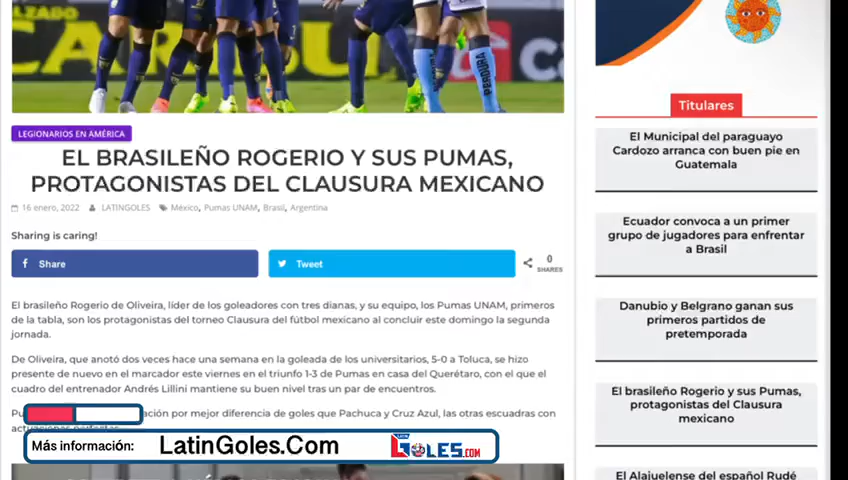 CARSU
PERDURA
LEGIONARIOS EN AMÉRICA
EL BRASILEÑO ROGERIO Y SUS PUMAS,
PROTAGONISTAS DEL CLAUSURA MEXICANO
16 enero, 2022 LATINGOLES México, Pumas UNAM, Brasil, Argentina
Sharing is caring!
Share
Tweet
0
SHARES
El brasileño Rogerio de Oliveira, líder de los goleadores con tres dianas, y su equipo, los Pumas UNAM, primeros
de la tabla, son los protagonistas del torneo Clausura del fútbol mexicano al concluir este domingo la segunda
jornada.
De Oliveira, que anotó dos veces hace una semana en la goleada de los universitarios, 5-0 a Toluca, se hizo
presente de nuevo en el marcador este viernes en el triunfo 1-3 de Pumas en casa del Querétaro, con el que el
cuadro del entrenador Andrés Lillini mantiene su buen nivel tras un par de encuentros.
por mejor diferencia de goles que Pachuca y Cruz Azul, las otras escuadras con
Más información: LatinGoles.Com
LATIN
GOLES.COM
Titulares
El Municipal del paraguayo
Cardozo arranca con buen pie en
Guatemala
Ecuador convoca a un primer
grupo de jugadores para enfrentar
a Brasil
Danubio y Belgrano ganan sus
primeros partidos de
pretemporada
El brasileño Rogerio y sus Pumas,
protagonistas del Clausura
mexicano
El Alajuelense del español Rudé